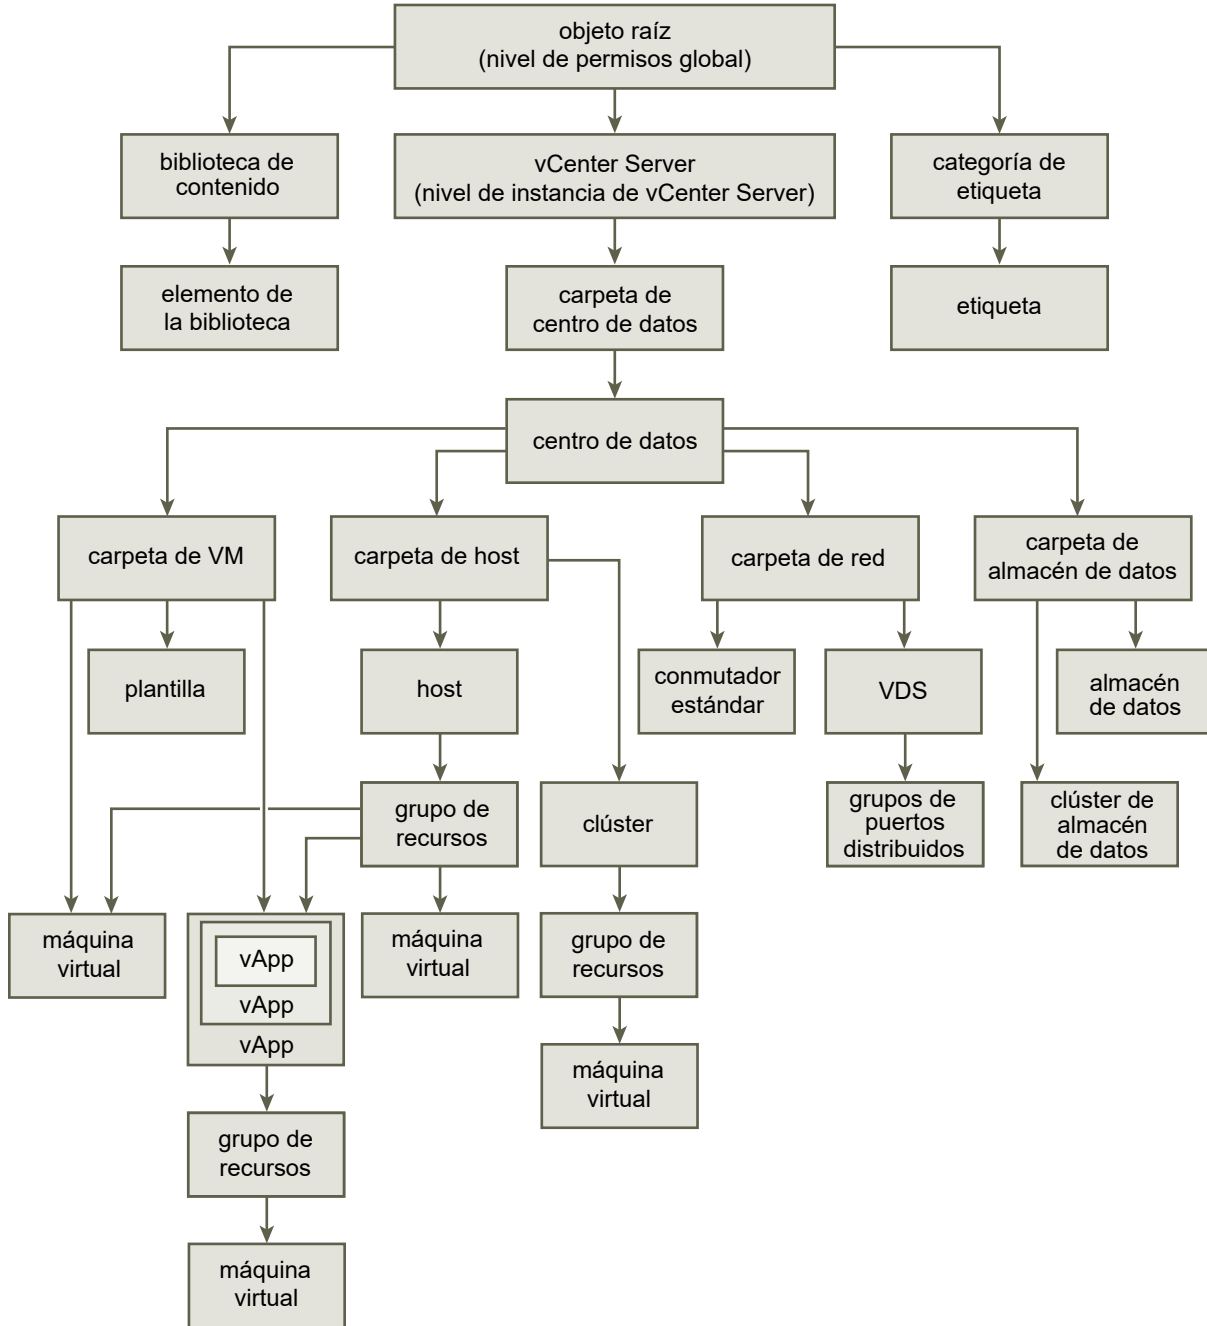 objeto raíz
(nivel de permisos global)
biblioteca de
contenido
vCenter Server
(nivel de instancia de vCenter Server)
categoría de
etiqueta
elemento de
la biblioteca
carpeta de
centro de datos
etiqueta
centro de datos
carpeta de VM
carpeta de host
carpeta de red
carpeta de
almacén de datos
plantilla
host
conmutador
estándar
VDS
almacén
de datos
grupo de
recursos
clúster
grupos de
puertos
distribuidos
clúster de
almacén
de datos
máquina
virtual
vApp
vApp
vApp
máquina
virtual
grupo de
recursos
máquina
virtual
grupo de
recursos
máquina
virtual